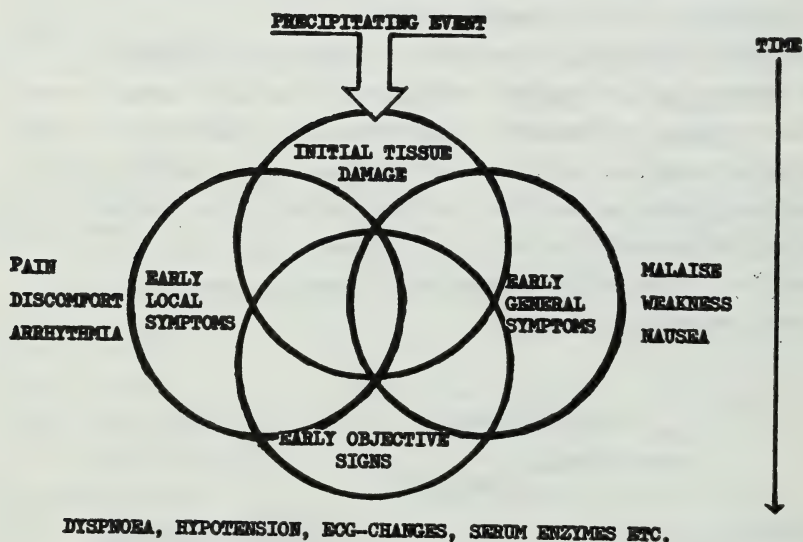 PRECIPITATING EVENT
TIME
INITIAL TISSUE
DAMAGE
PAIN
DISCOMFORT
ARRHYTHMIA
EARLY
LOCAL
SYMPTOMS
EARLY
GENERAL
SYMPTOMS
MALAISE
WEAKNESS
NAUSEA
EARLY OBJECTIVE
SIGNS
DYSPNOEA, HYPOTENSION, ECG-CHANGES, SERUM ENZYMES ETC.